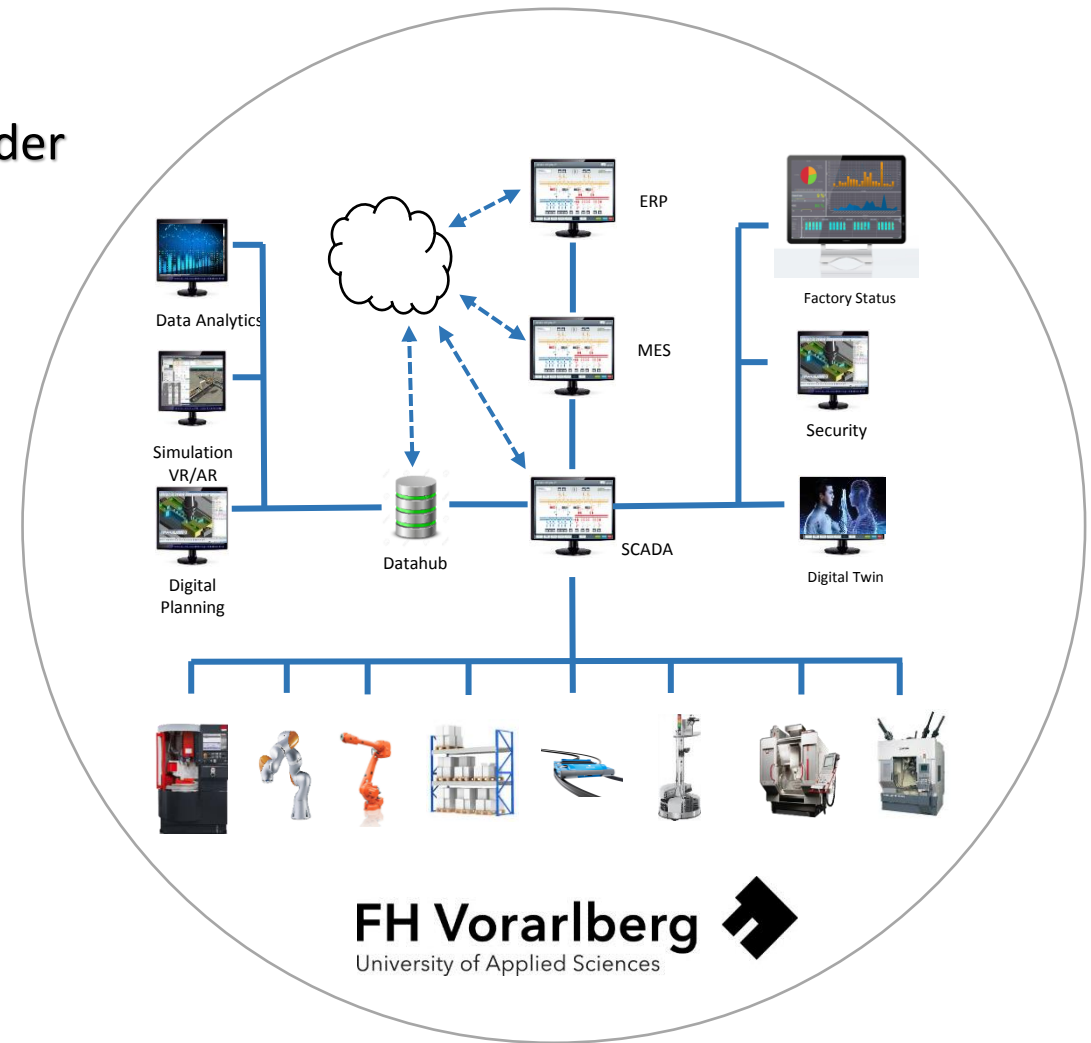 der
ERP
Factory Status
Data Analytics
MES
Security
Simulation
VR/AR
Datahub
SCADA
Digital Twin
Digital
Planning
FH Vorarlberg
University of Applied Sciences